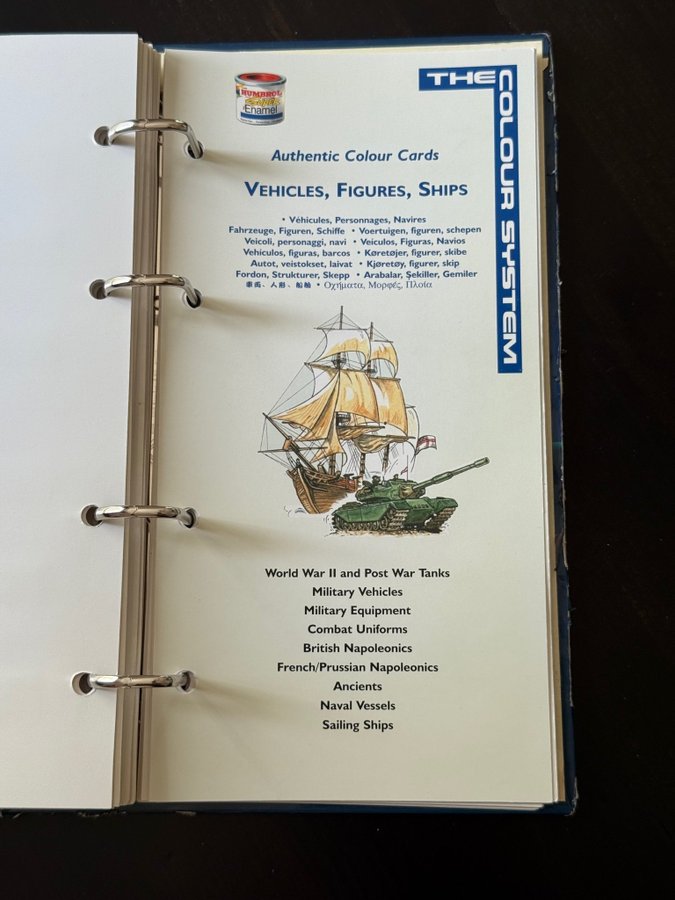 HUMBROL
SUPER
Enamel
THE COLOUR SYSTEM
Authentic Colour Cards
VEHICLES, FIGURES, SHIPS
• Véhicules, Personnages, Navires
Fahrzeuge, Figuren, Schiffe • Voertuigen, figuren, schepen
Veicoli, personaggi, navi • Veiculos, Figuras, Navios
Vehiculos, figuras, barcos • Køretøjer, figurer, skibe
Autot, veistokset, laivat • Kjøretøy, figurer, skip
Fordon, Strukturer, Skepp • Arabalar, Şekiller, Gemiler
車両、人形、船舶 • Οχήματα, Μορφές, Πλοία
World War II and Post War Tanks
Military Vehicles
Military Equipment
Combat Uniforms
British Napoleonics
French/Prussian Napoleonics
Ancients
Naval Vessels
Sailing Ships